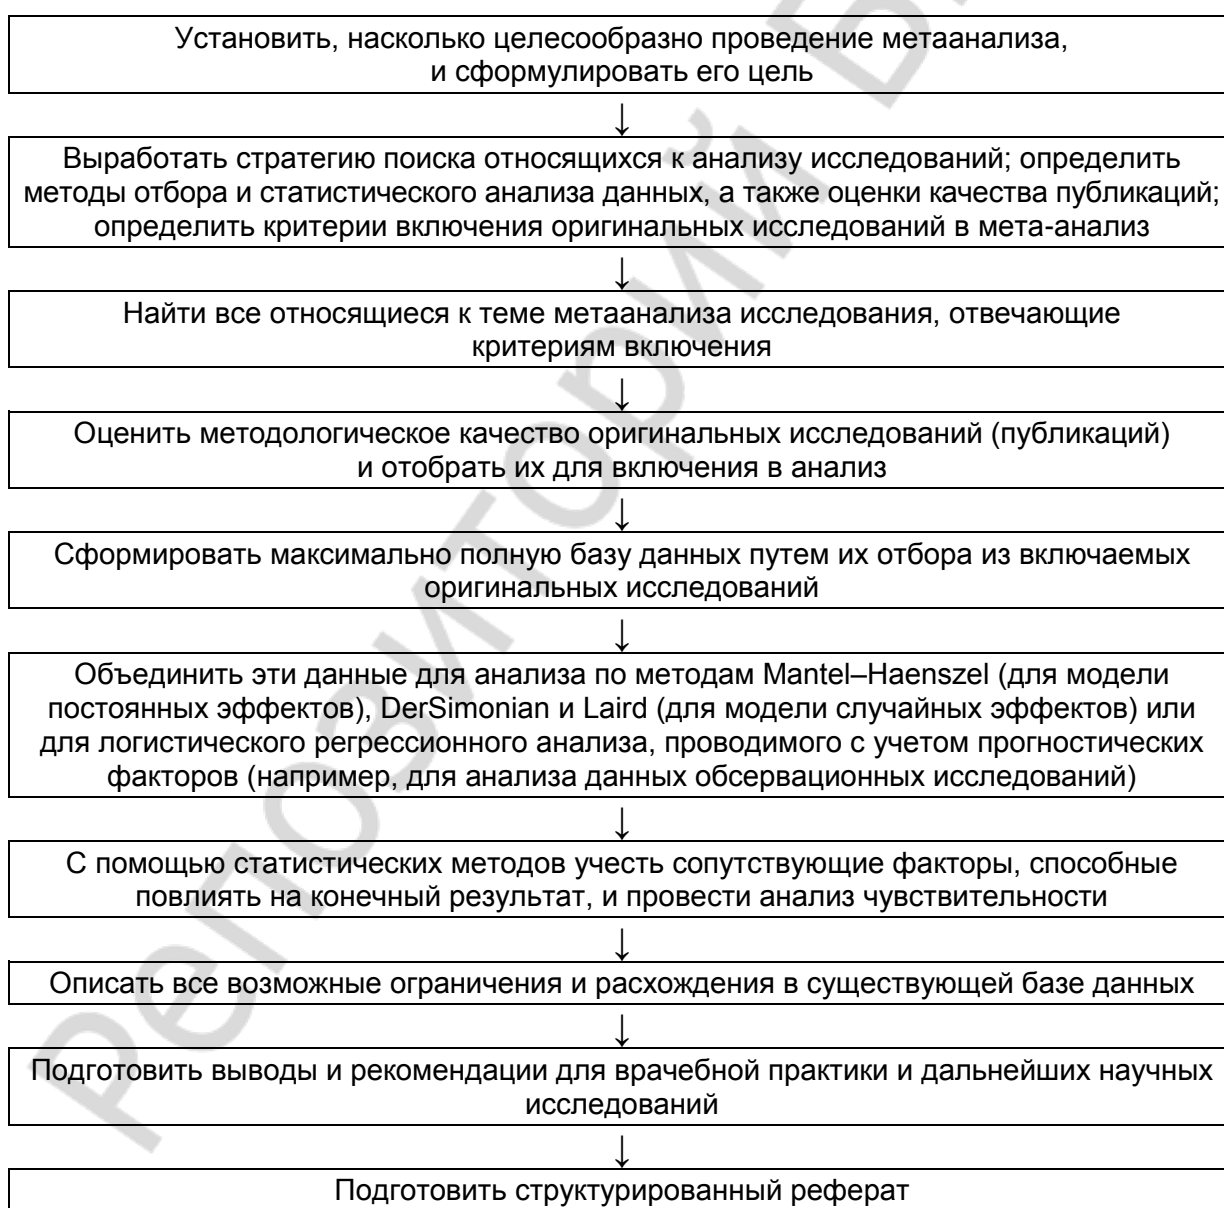 Установить, насколько целесообразно проведение метаанализа,
и сформулировать его цель
↓
Выработать стратегию поиска относящихся к анализу исследований; определить
методы отбора и статистического анализа данных, а также оценки качества публикаций;
определить критерии включения оригинальных исследований в мета-анализ
↓
Найти все относящиеся к теме метаанализа исследования, отвечающие
критериям включения
↓
Оценить методологическое качество оригинальных исследований (публикаций)
и отобрать их для включения в анализ
↓
Сформировать максимально полную базу данных путем их отбора из включаемых
оригинальных исследований
↓
Объединить эти данные для анализа по методам Mantel–Haenszel (для модели
постоянных эффектов), DerSimonian и Laird (для модели случайных эффектов) или
для логистического регрессионного анализа, проводимого с учетом прогностических
факторов (например, для анализа данных обсервационных исследований)
↓
С помощью статистических методов учесть сопутствующие факторы, способные
повлиять на конечный результат, и провести анализ чувствительности
↓
Описать все возможные ограничения и расхождения в существующей базе данных
↓
Подготовить выводы и рекомендации для врачебной практики и дальнейших научных
исследований
↓
Подготовить структурированный реферат
Репозиторий